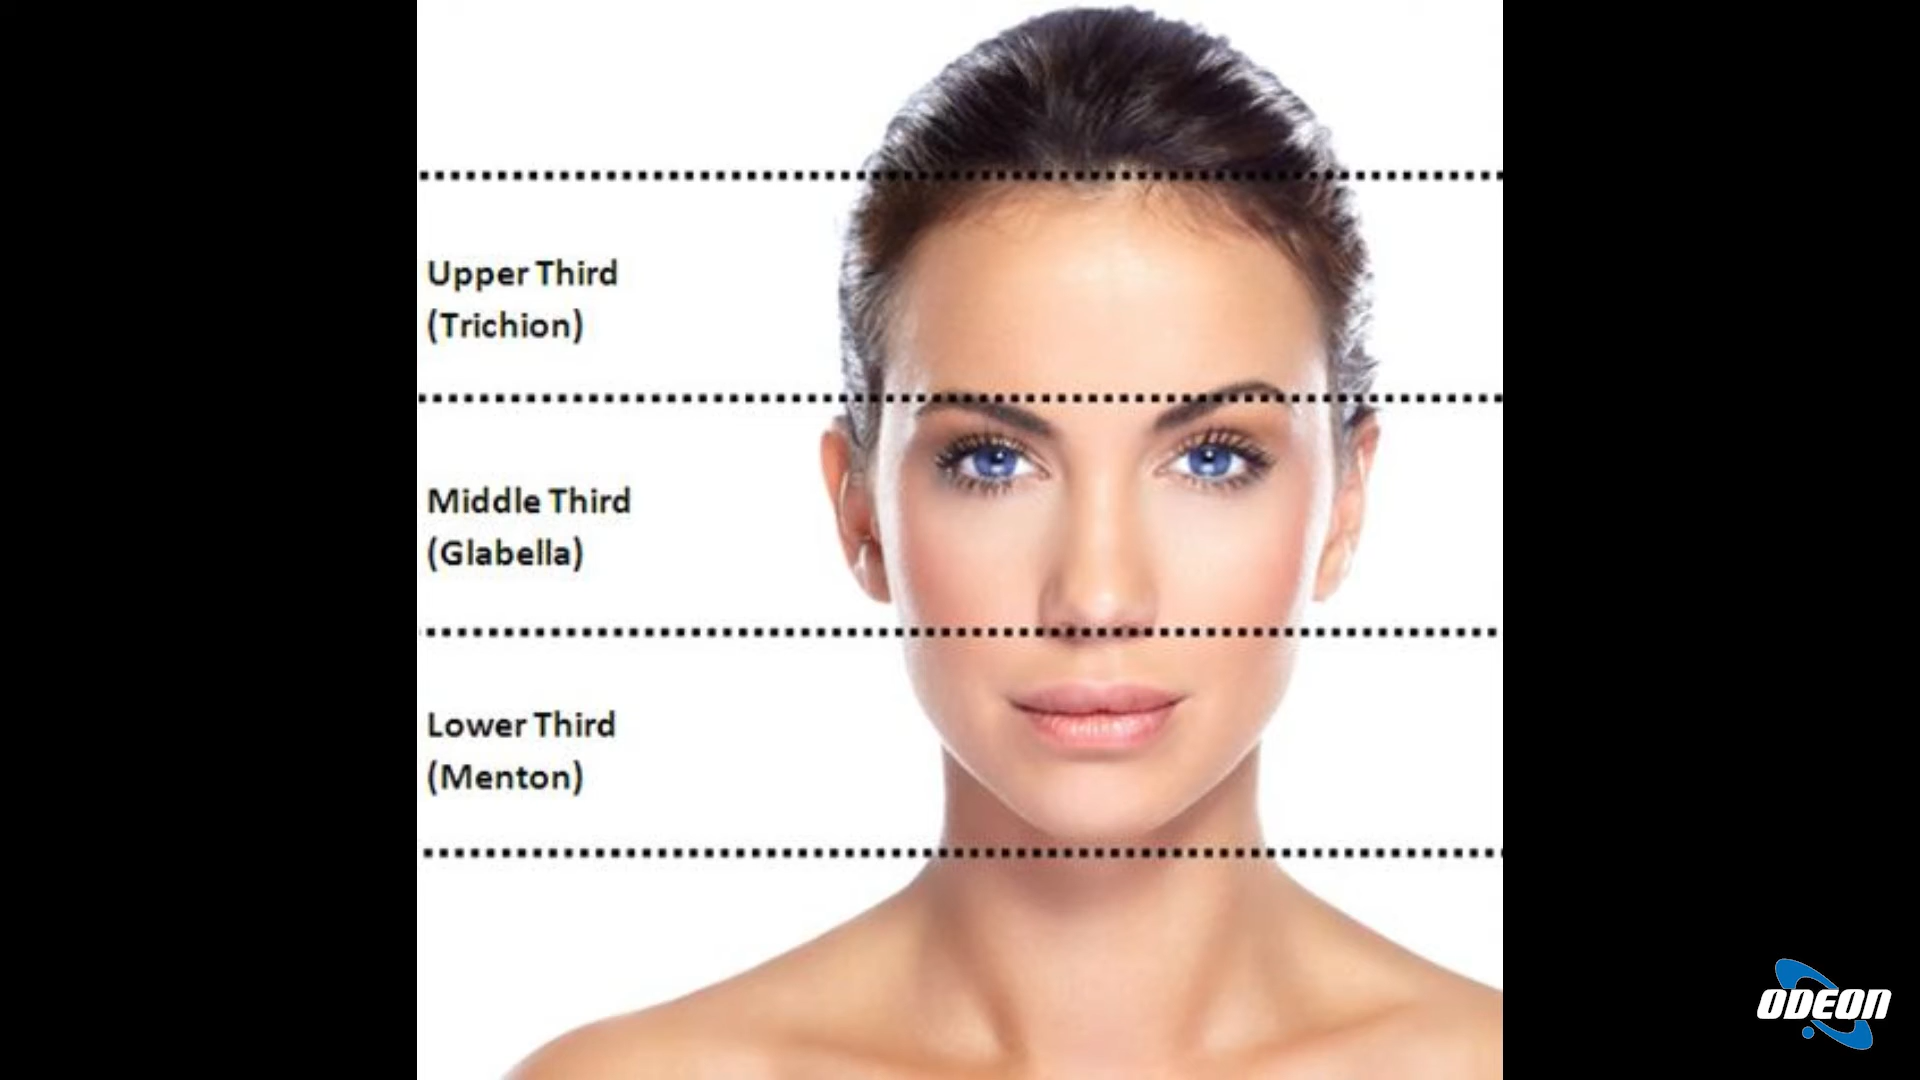 Upper Third
(Trichion)
Middle Third
(Glabella)
Lower Third
(Menton)
ODEON